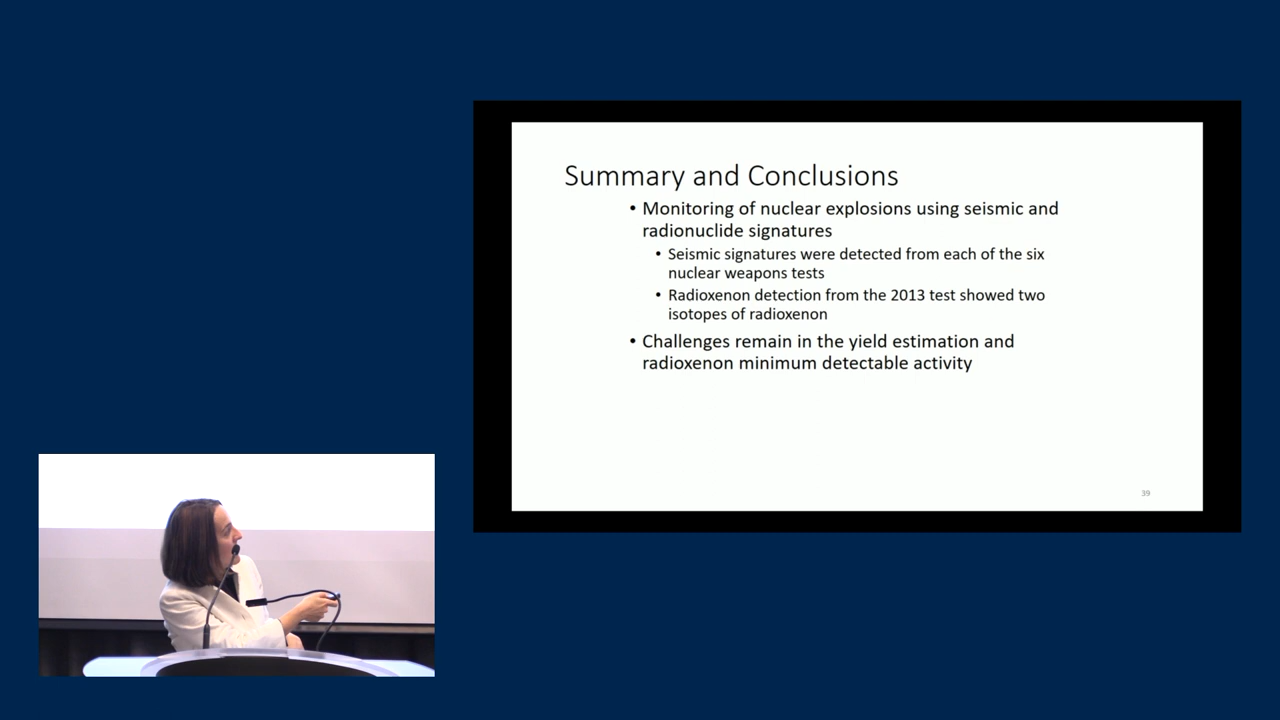 Summary and Conclusions
• Monitoring of nuclear explosions using seismic and
radionuclide signatures
• Seismic signatures were detected from each of the six
nuclear weapons tests
• Radioxenon detection from the 2013 test showed two
isotopes of radioxenon
• Challenges remain in the yield estimation and
radioxenon minimum detectable activity
39